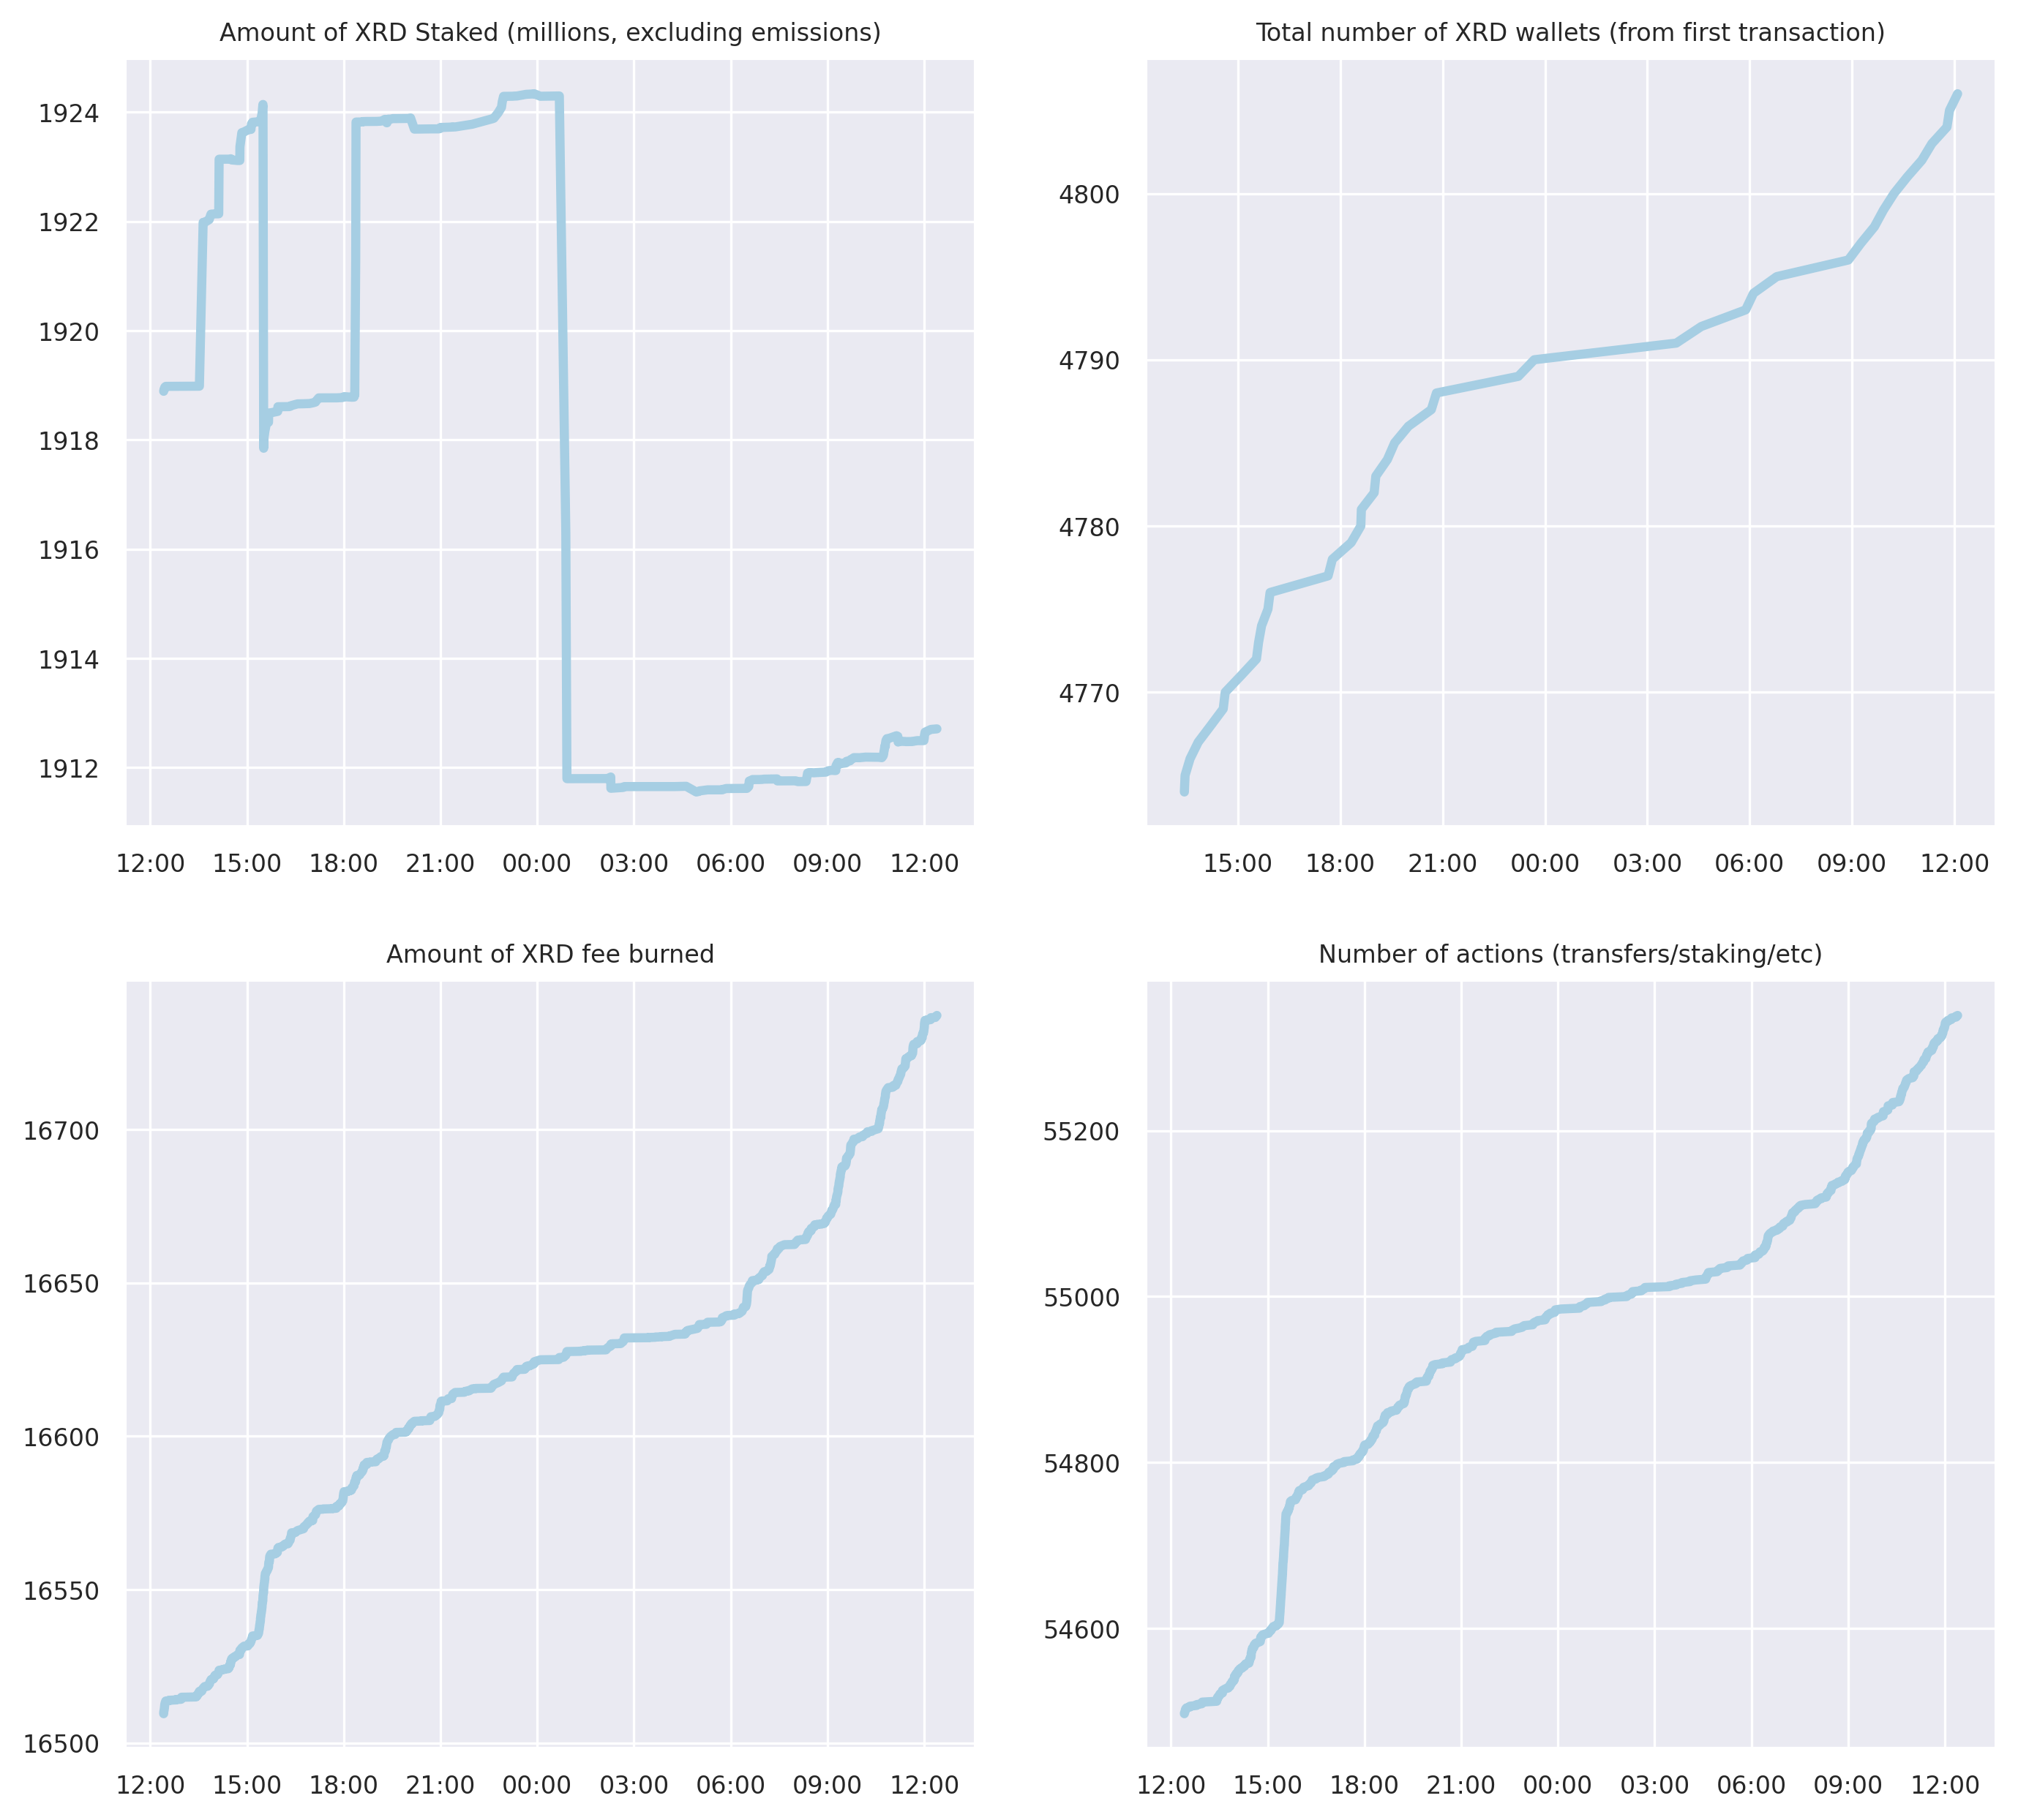 Amount of XRD Staked (millions, excluding emissions)
1924
1922
1920
1918
1916
1914
1912
12:00 15:00 18:00 21:00 00:00 03:00 06:00 09:00 12:00
Total number of XRD wallets (from first transaction)
4800
4790
4780
4770
15:00 18:00 21:00 00:00 03:00 06:00 09:00 12:00
Amount of XRD fee burned
16700
16650
16600
16550
16500
12:00 15:00 18:00 21:00 00:00 03:00 06:00 09:00 12:00
Number of actions (transfers/staking/etc)
55200
55000
54800
54600
12:00 15:00 18:00 21:00 00:00 03:00 06:00 09:00 12:00